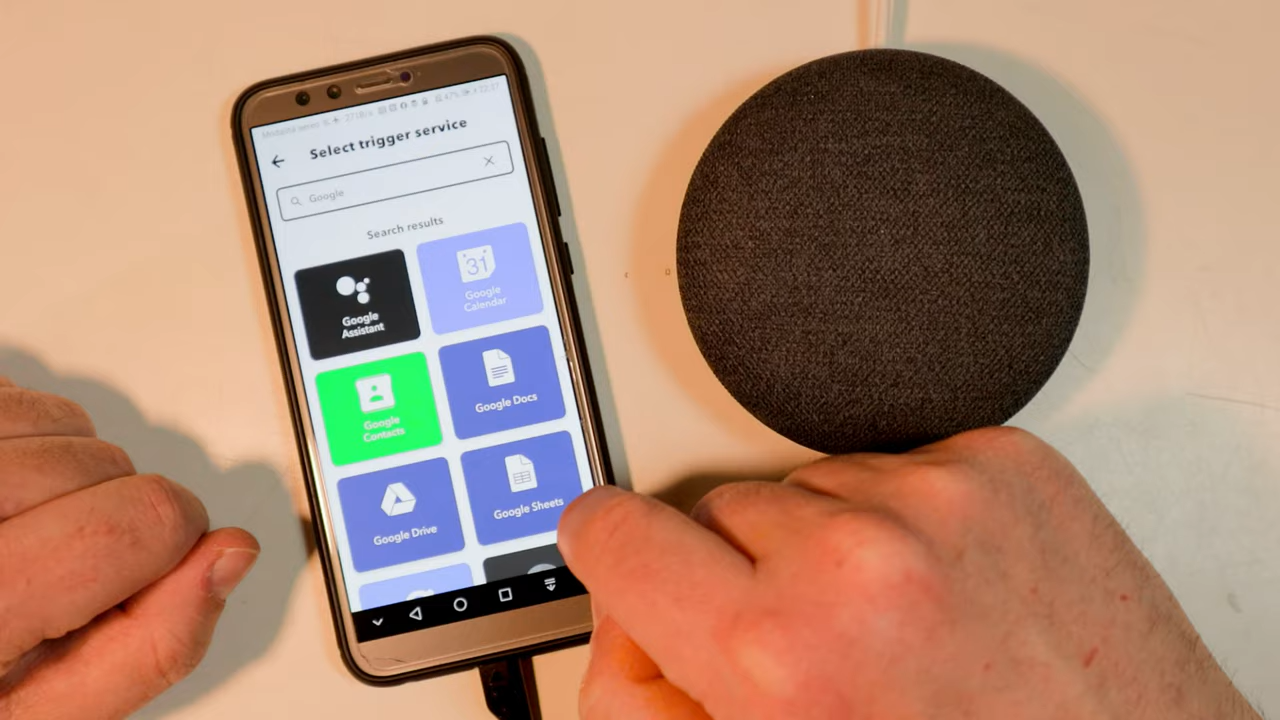 Select trigger service
Google
Search results
Google
Assistant
31
Google
Calendar
Google
Contacts
Google Docs
Google Drive
Google Sheets